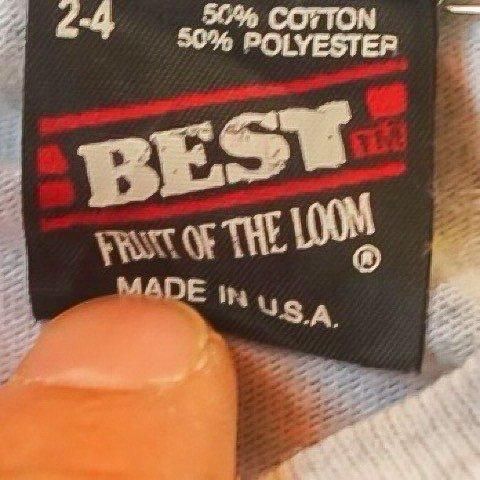 2-4
50% COTTON
50% POLYESTER
BEST
FRUIT OF THE LOOM
®
MADE IN U.S.A.